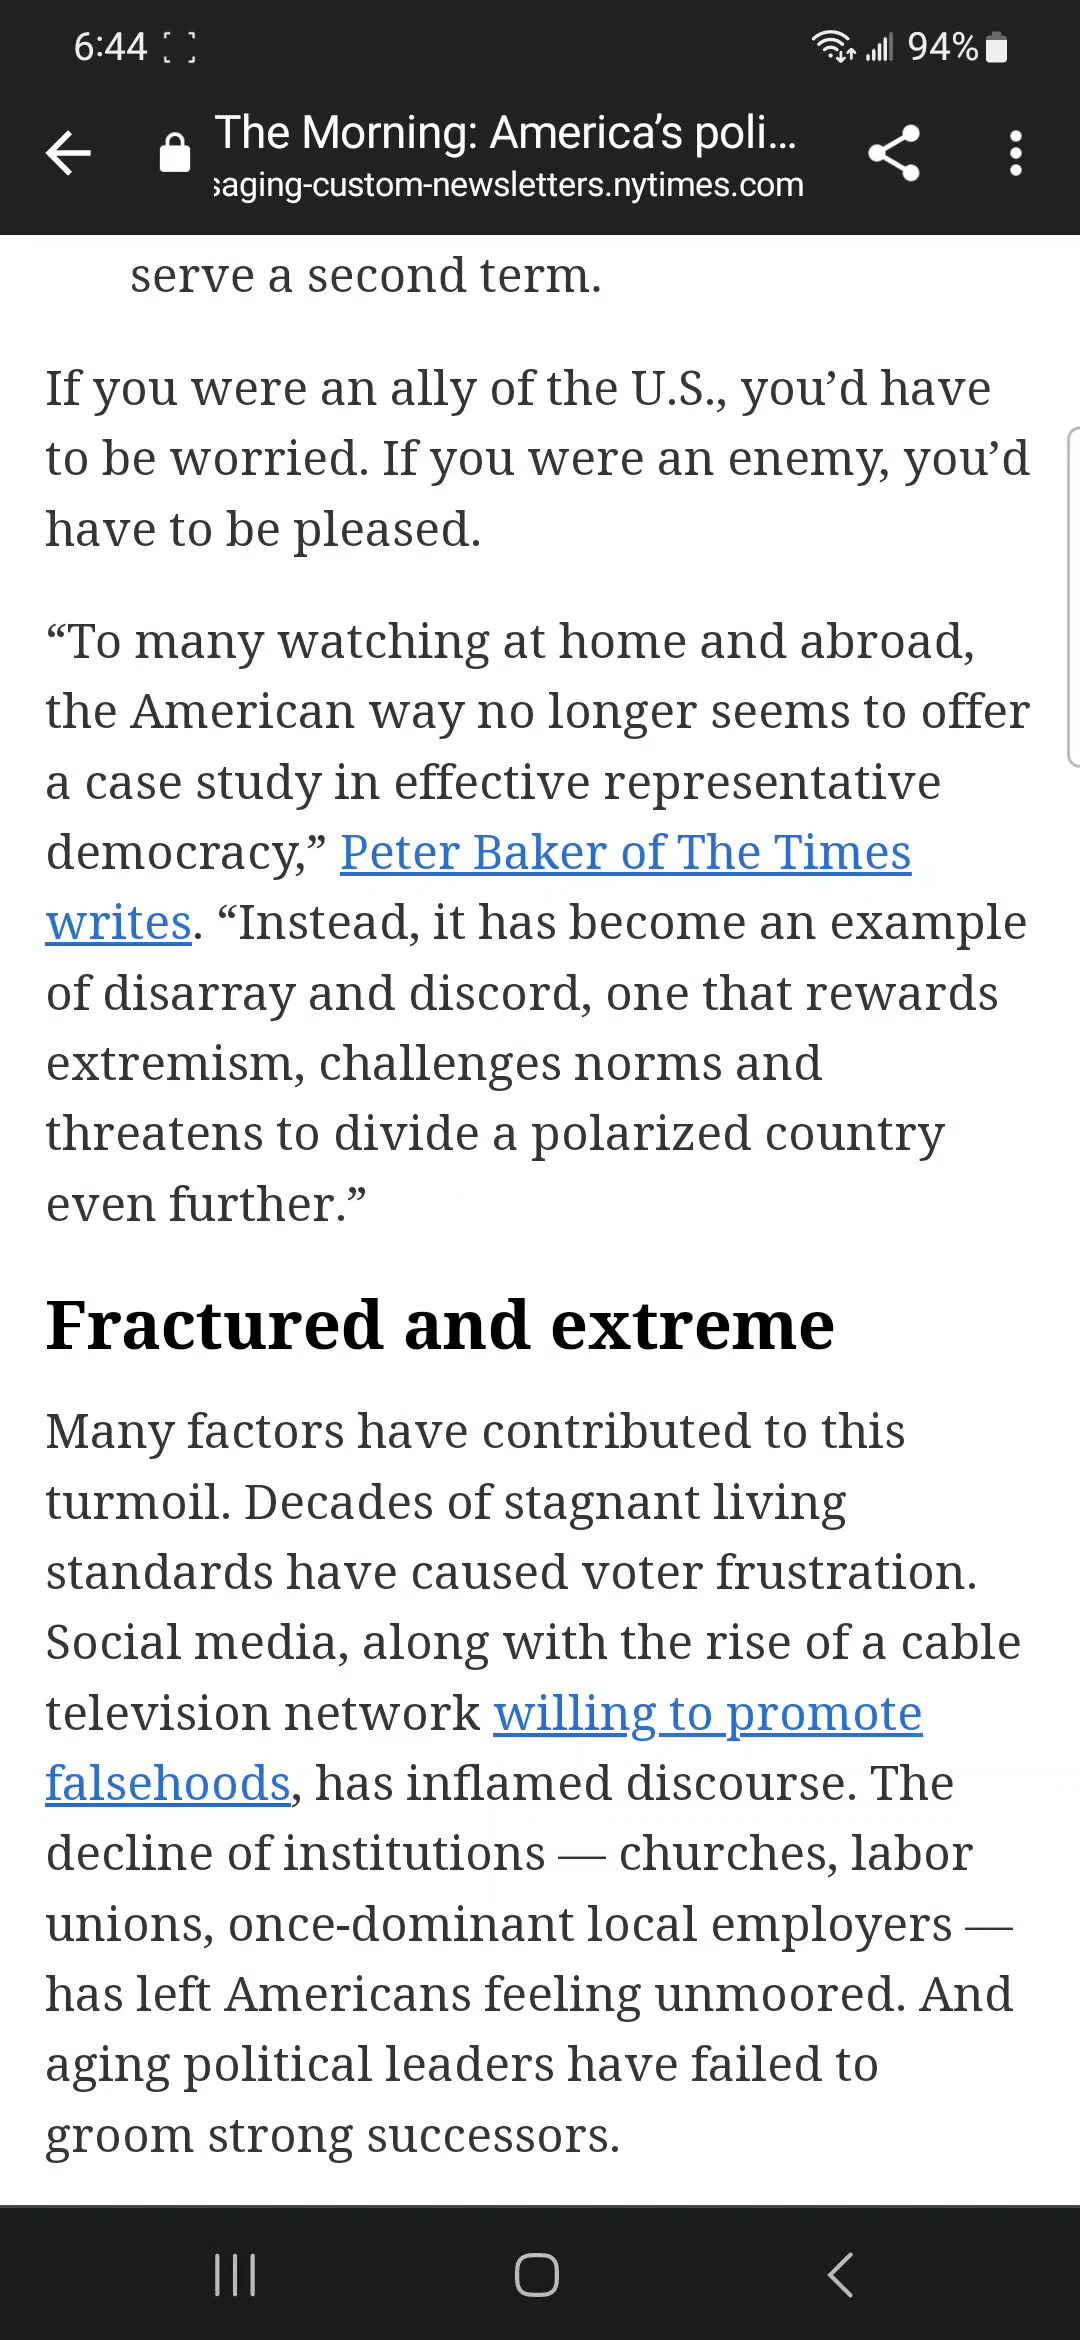 6:44
94%
The Morning: America’s poli...
saging-custom-newsletters.nytimes.com
serve a second term.
If you were an ally of the U.S., you’d have
to be worried. If you were an enemy, you’d
have to be pleased.
“To many watching at home and abroad,
the American way no longer seems to offer
a case study in effective representative
democracy,” Peter Baker of The Times
writes. “Instead, it has become an example
of disarray and discord, one that rewards
extremism, challenges norms and
threatens to divide a polarized country
even further.”
Fractured and extreme
Many factors have contributed to this
turmoil. Decades of stagnant living
standards have caused voter frustration.
Social media, along with the rise of a cable
television network willing to promote
falsehoods, has inflamed discourse. The
decline of institutions — churches, labor
unions, once-dominant local employers —
has left Americans feeling unmoored. And
aging political leaders have failed to
groom strong successors.